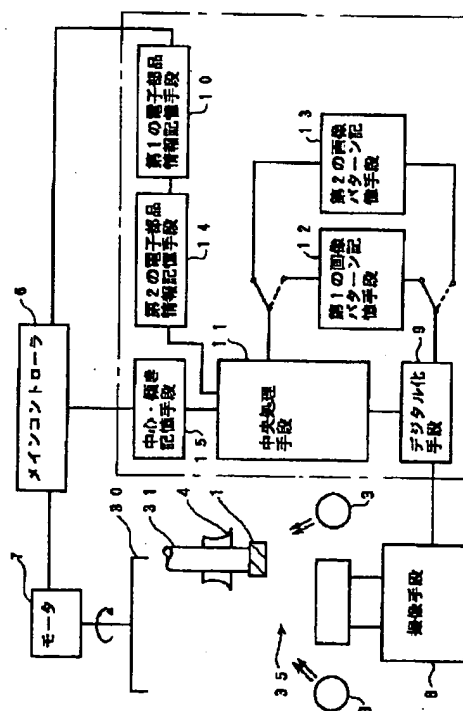 6
メインコントローラ
7
モータ
30
31
4
1
3
3
35
8
撮像手段
9
デジタル化
手段
中心・傾き
記憶手段
15
11
中央処理
手段
第2の電子部品
情報記憶手段
14
第1の電子部品
情報記憶手段
10
12
第1の画像
パターン記
憶手段
13
第2の画像
パターン記
憶手段